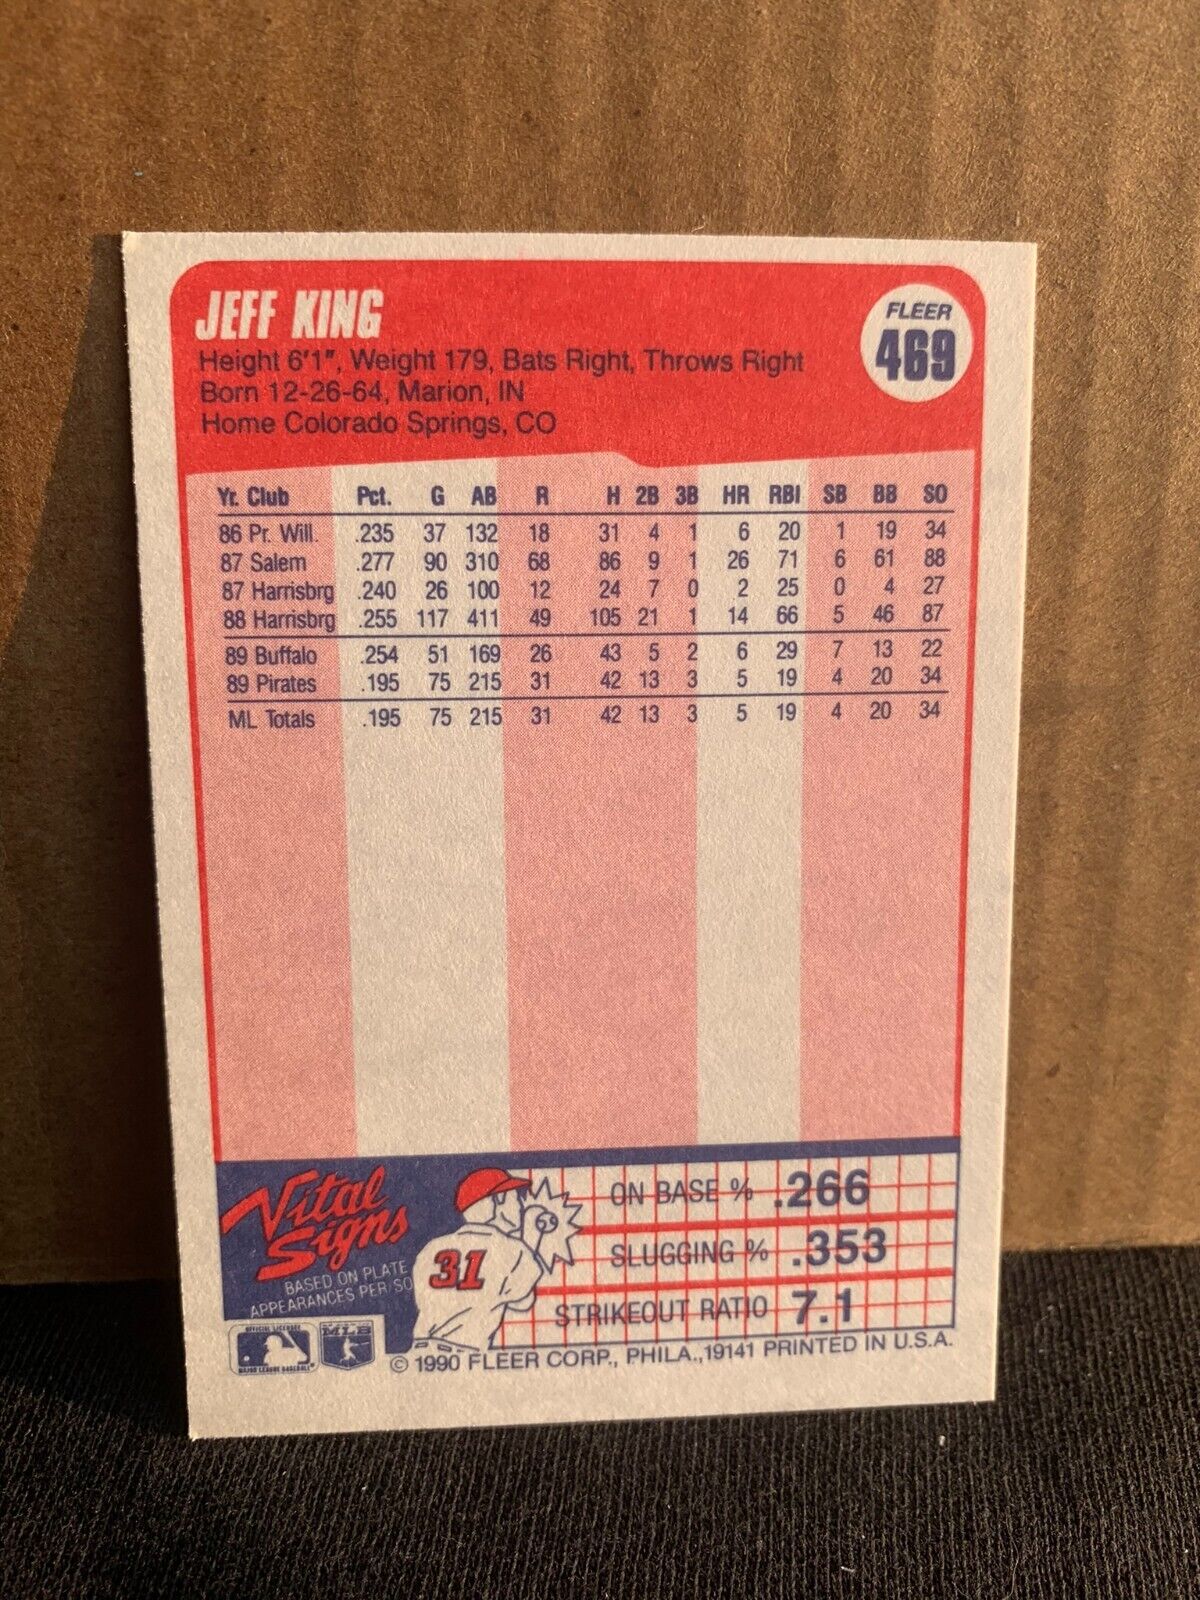 JEFF KING
FLEER
469
Height 6'1", Weight 179, Bats Right, Throws Right
Born 12-26-64, Marion, IN
Home Colorado Springs, CO
Yr. Club Pct. G AB R H 2B 3B HR RBI SB BB SO
86 Pr. Will. .235 37 132 18 31 4 1 6 20 1 19 34
87 Salem .277 90 310 68 86 9 1 26 71 6 61 88
87 Harrisbrg .240 26 100 12 24 7 0 2 25 0 4 27
88 Harrisbrg .255 117 411 49 105 21 1 14 66 5 46 87
89 Buffalo .254 51 169 26 43 5 2 6 29 7 13 22
89 Pirates .195 75 215 31 42 13 3 5 19 4 20 34
ML Totals .195 75 215 31 42 13 3 5 19 4 20 34
Vital
Signs
BASED ON PLATE
APPEARANCES PER SO
31
ON BASE % .266
SLUGGING % .353
STRIKEOUT RATIO 7.1
OFFICIAL LICENSEE
MAJOR LEAGUE BASEBALL
MLB
© 1990 FLEER CORP., PHILA., 19141 PRINTED IN U.S.A.